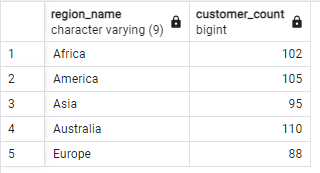 region_name customer_count
character varying (9) bigint
1 Africa 102
2 America 105
3 Asia 95
4 Australia 110
5 Europe 88